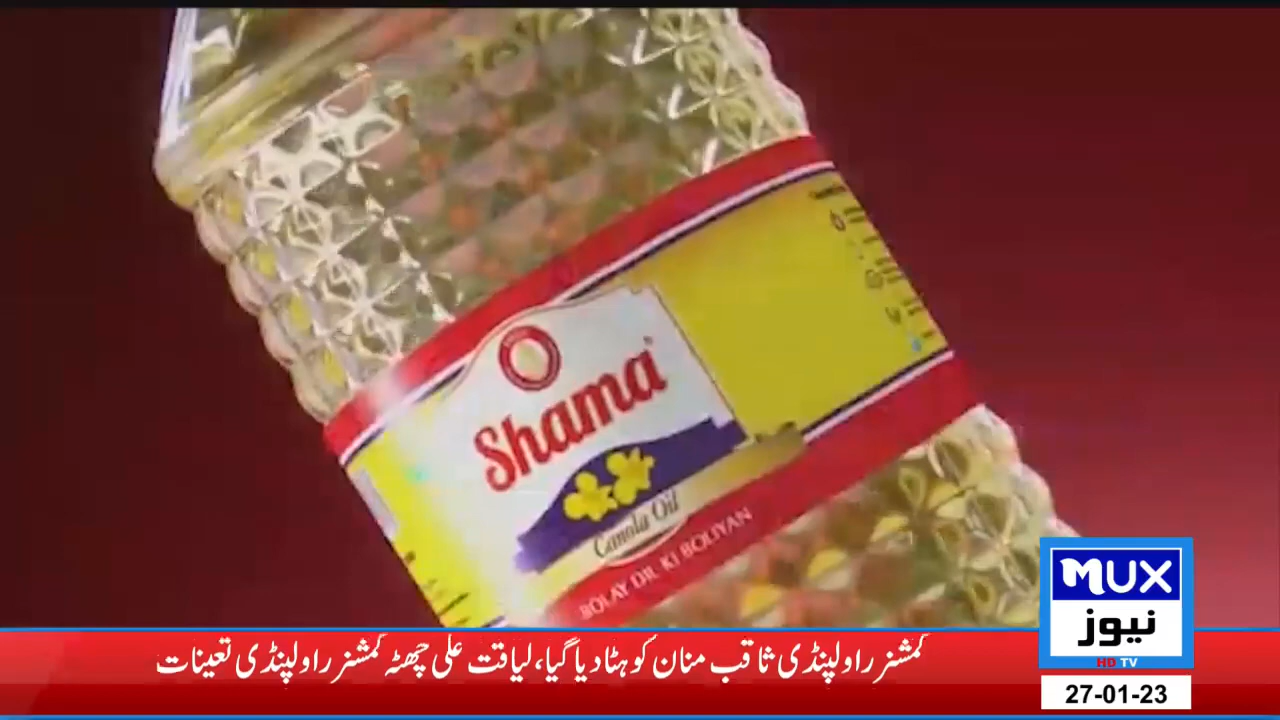 Shama
Canola Oil
BOLAY DIL KI BOLIYAN
MUX
نیوز
HD TV
کمشنر راولپنڈی ثاقب منان کو ہٹا دیا گیا، لیاقت علی چھٹہ کمشنر راولپنڈی تعینات
27-01-23